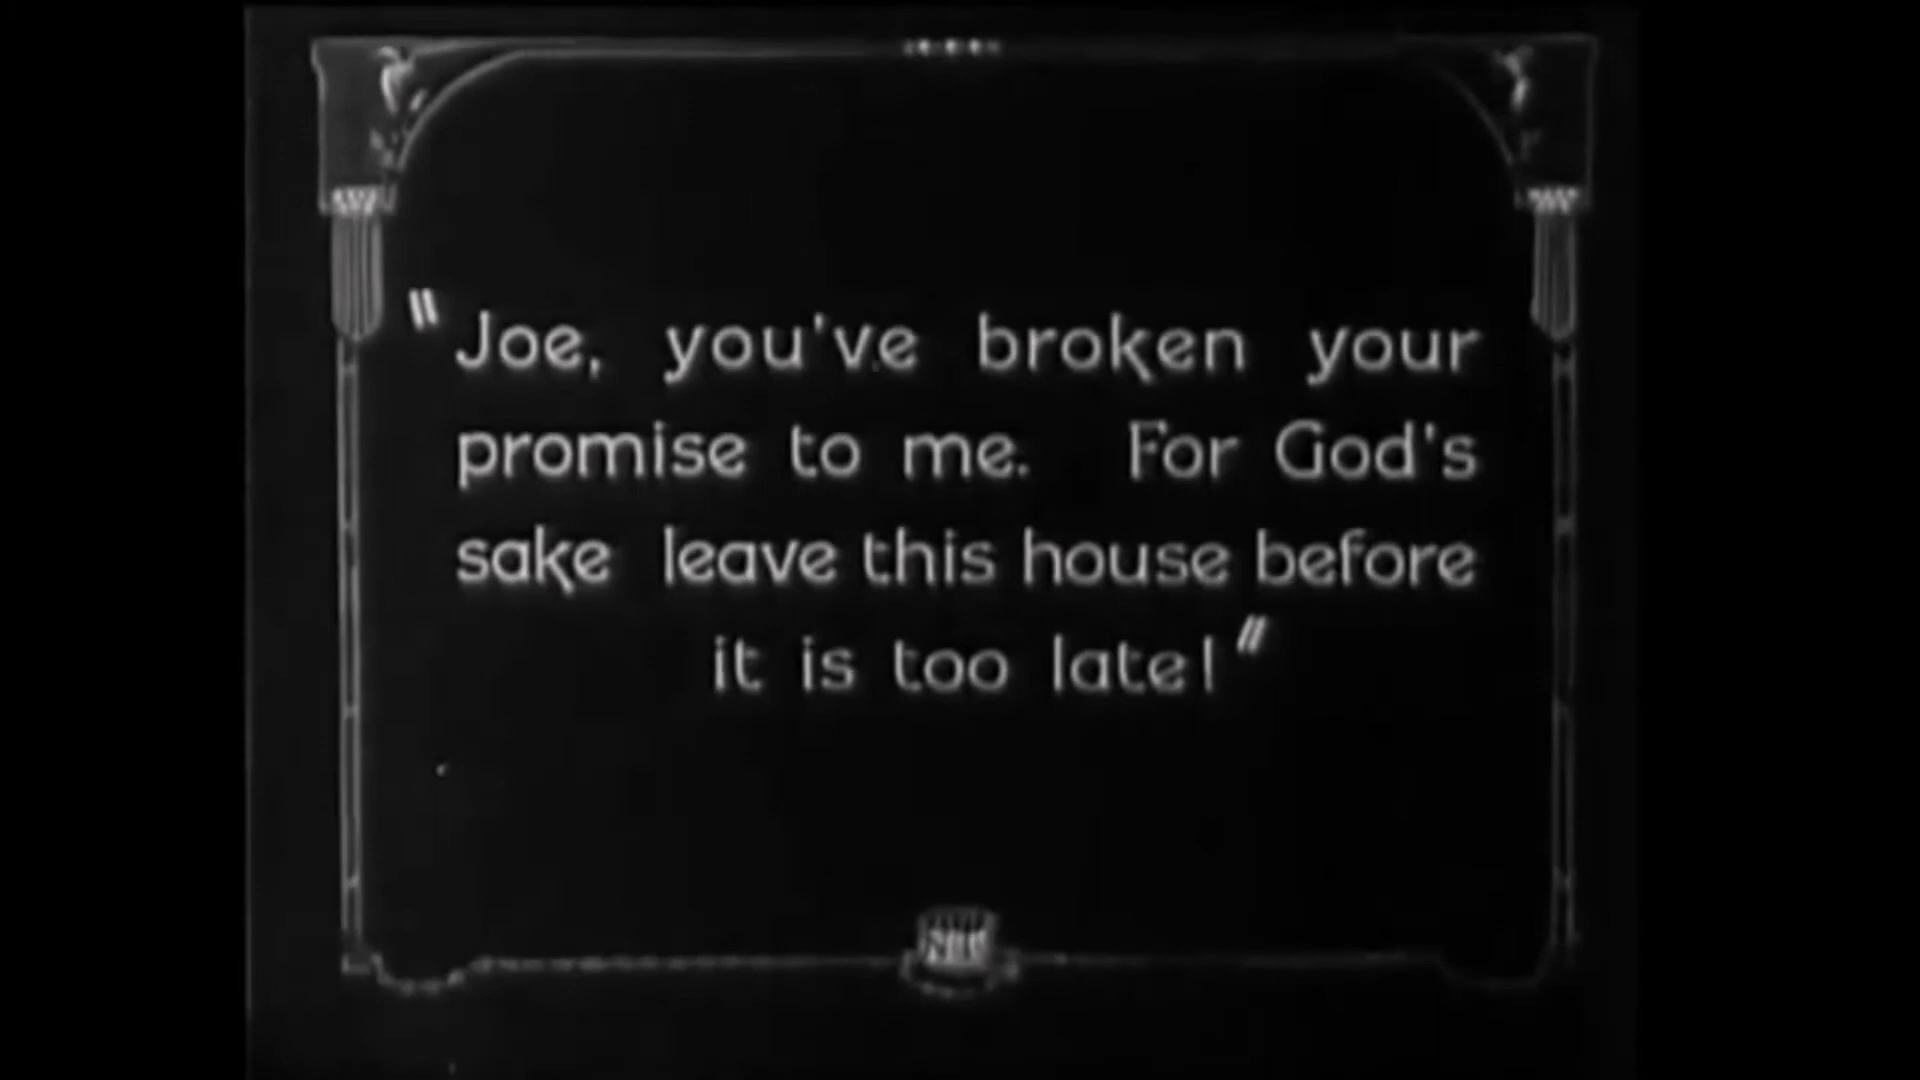 "Joe, you've broken your
promise to me. For God's
sake leave this house before
it is too late!"